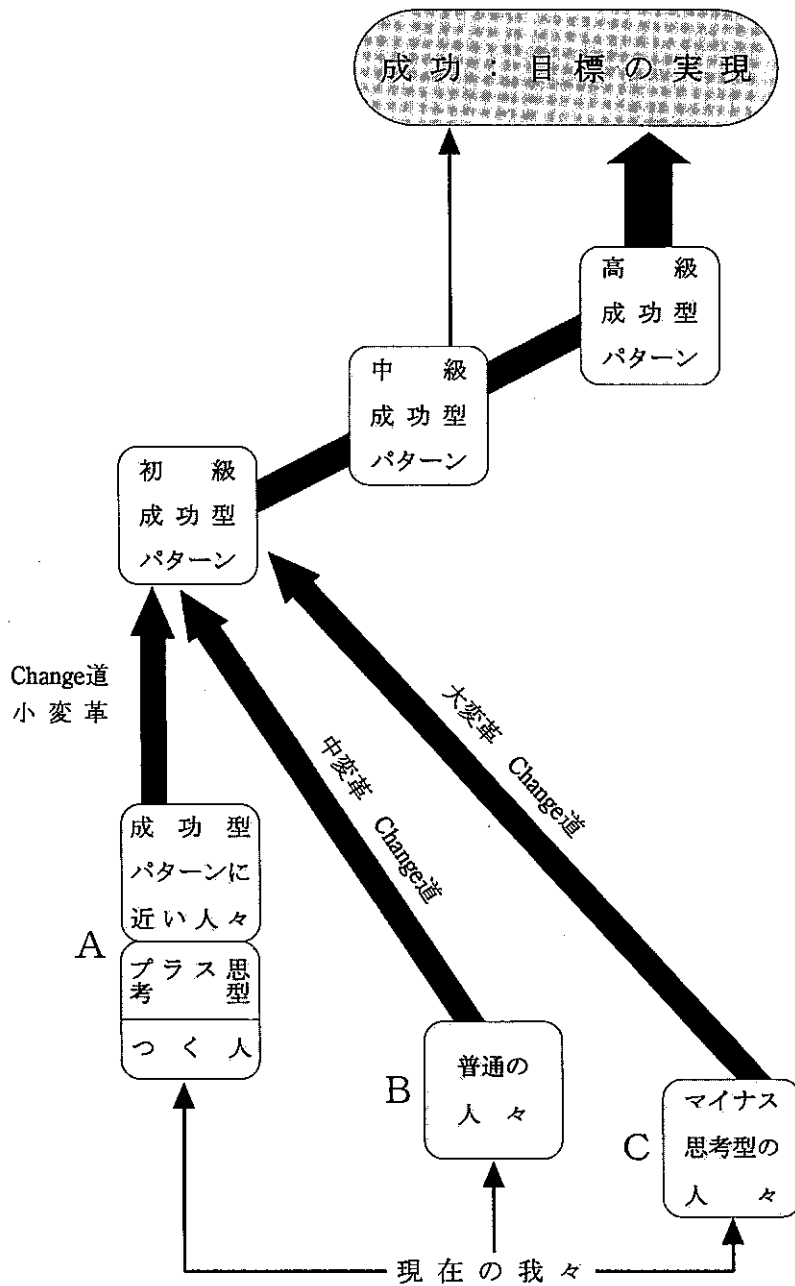 成功：目標の実現
高級
成功型
パターン
中級
成功型
パターン
初級
成功型
パターン
Change道
小変革
中変革 Change道
大変革 Change道
成功型
パターンに
近い人々
A
プラス思
考型
つく人
B
普通の
人々
C
マイナス
思考型の
人々
現在の我々